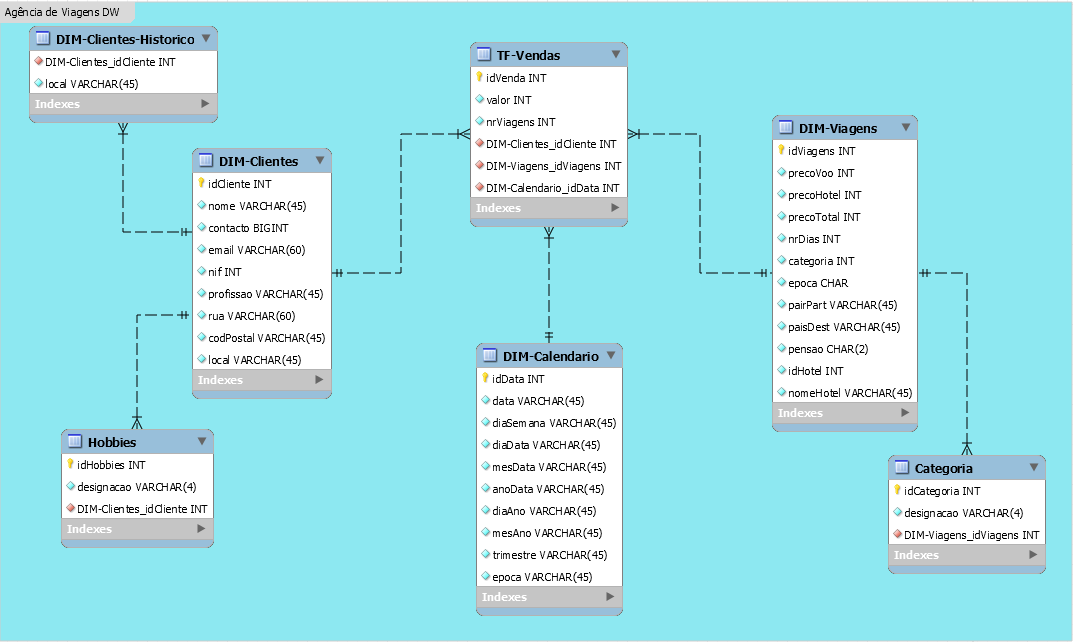 Agência de Viagens DW
DIM-Clientes-Historico
DIM-Clientes_idCliente INT
local VARCHAR(45)
Indexes
DIM-Clientes
idCliente INT
nome VARCHAR(45)
contacto BIGINT
email VARCHAR(60)
nif INT
profissao VARCHAR(45)
rua VARCHAR(60)
codPostal VARCHAR(45)
local VARCHAR(45)
Indexes
Hobbies
idHobbies INT
designacao VARCHAR(4)
DIM-Clientes_idCliente INT
Indexes
TF-Vendas
idVenda INT
valor INT
nrViagens INT
DIM-Clientes_idCliente INT
DIM-Viagens_idViagens INT
DIM-Calendario_idData INT
Indexes
DIM-Calendario
idData INT
data VARCHAR(45)
diaSemana VARCHAR(45)
diaData VARCHAR(45)
mesData VARCHAR(45)
anoData VARCHAR(45)
diaAno VARCHAR(45)
mesAno VARCHAR(45)
trimestre VARCHAR(45)
epoca VARCHAR(45)
Indexes
DIM-Viagens
idViagens INT
precoVoo INT
precoHotel INT
precoTotal INT
nrDias INT
categoria INT
epoca CHAR
pairPart VARCHAR(45)
paisDest VARCHAR(45)
pensao CHAR(2)
idHotel INT
nomeHotel VARCHAR(45)
Indexes
Categoria
idCategoria INT
designacao VARCHAR(4)
DIM-Viagens_idViagens INT
Indexes